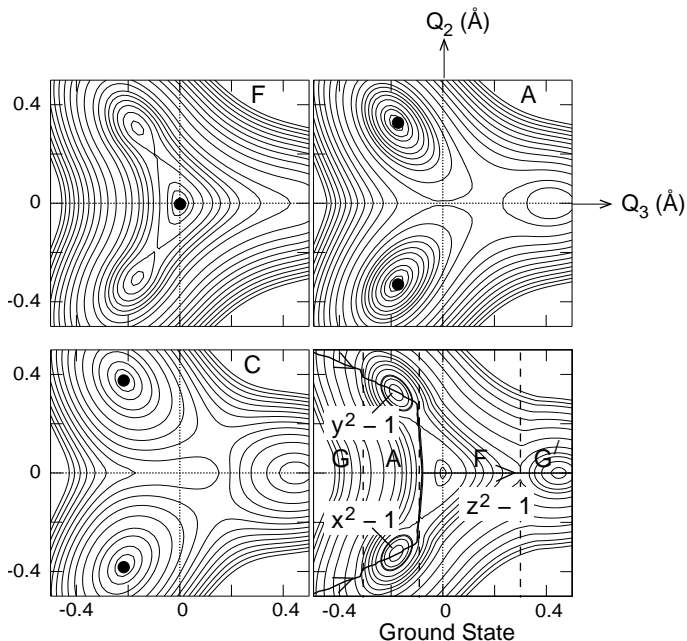 Q2 (Å)
F
A
0.4
0
-0.4
Q3 (Å)
C
0.4
0
-0.4
y² − 1
G A F G
z² − 1
x² − 1
-0.4 0 0.4 -0.4 0 0.4
Ground State